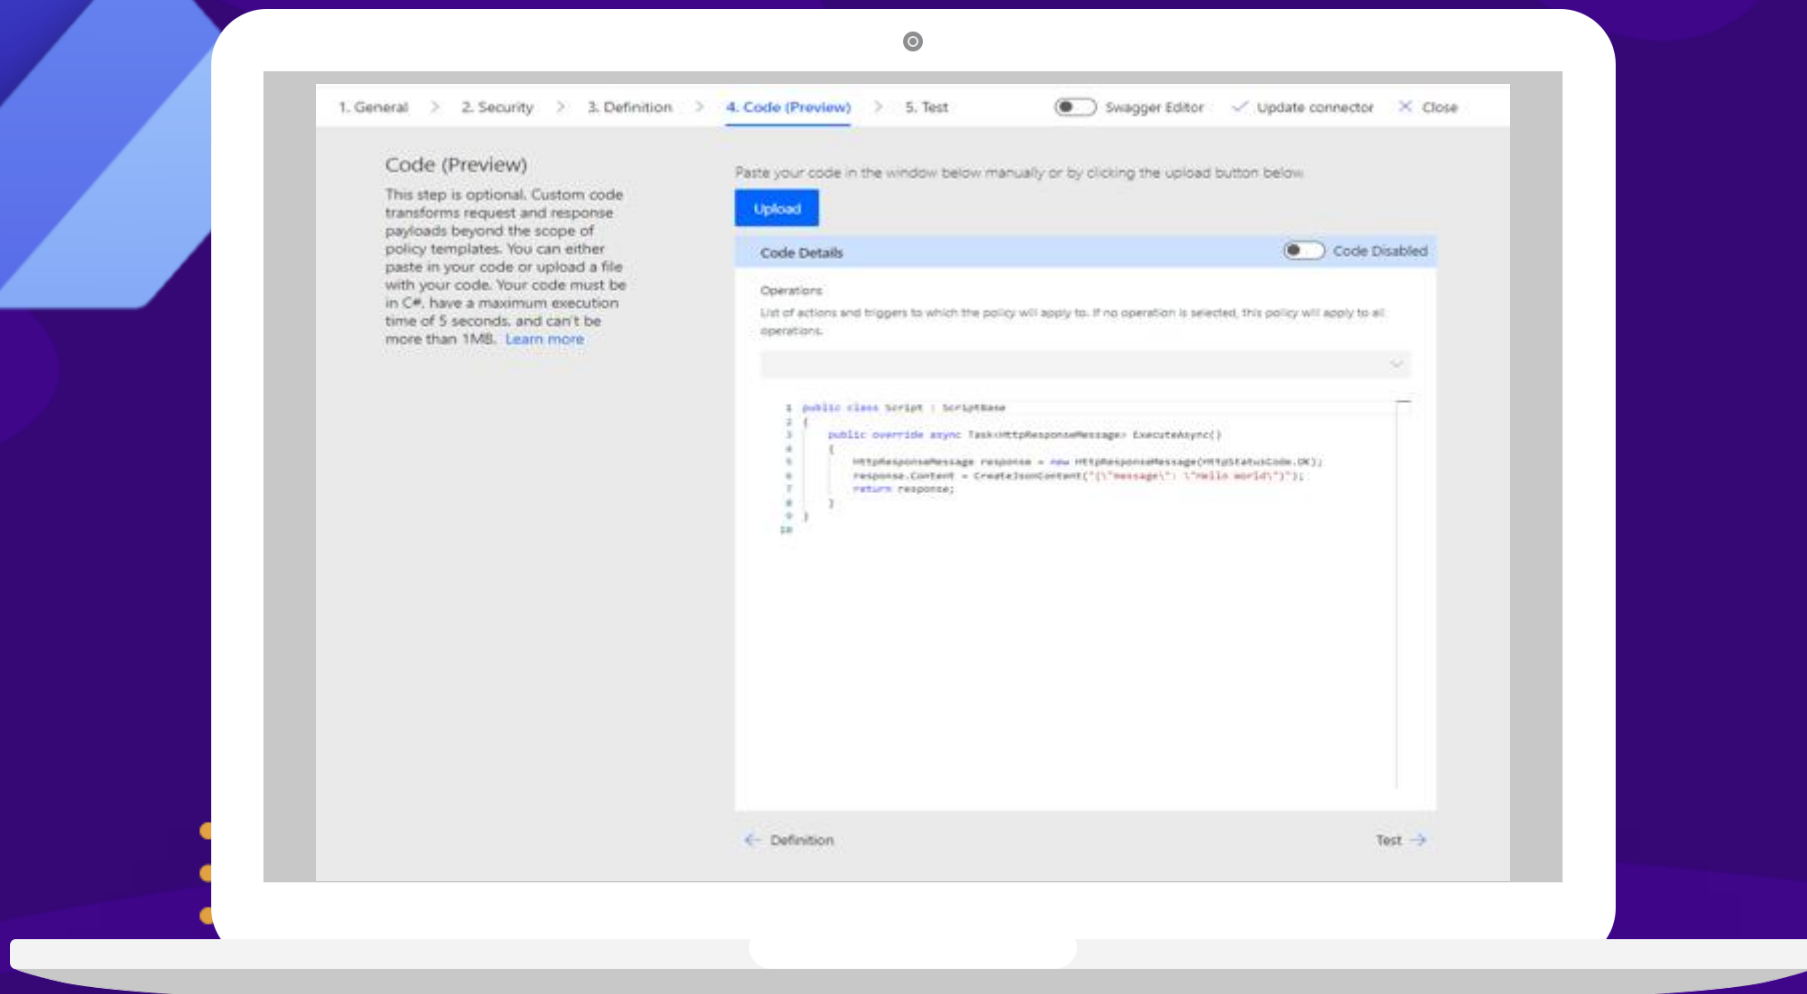 1. General > 2. Security > 3. Definition > 4. Code (Preview) > 5. Test Swagger Editor Update connector Close
Code (Preview)
This step is optional. Custom code
transforms request and response
payloads beyond the scope of
policy templates. You can either
paste in your code or upload a file
with your code. Your code must be
in C#, have a maximum execution
time of 5 seconds, and can't be
more than 1MB. Learn more
Paste your code in the window below manually or by clicking the upload button below.
Upload
Code Details Code Disabled
Operations
List of actions and triggers to which the policy will apply to. If no operation is selected, this policy will apply to all
operations.
1 public class Script : ScriptBase
2 {
3 public override async Task<HttpResponseMessage> ExecuteAsync()
4 {
5 HttpResponseMessage response = new HttpResponseMessage(HttpStatusCode.OK);
6 response.Content = CreateJsonContent("{\"message\": \"Hello world\"}");
7 return response;
8 }
9 }
10
Definition Test